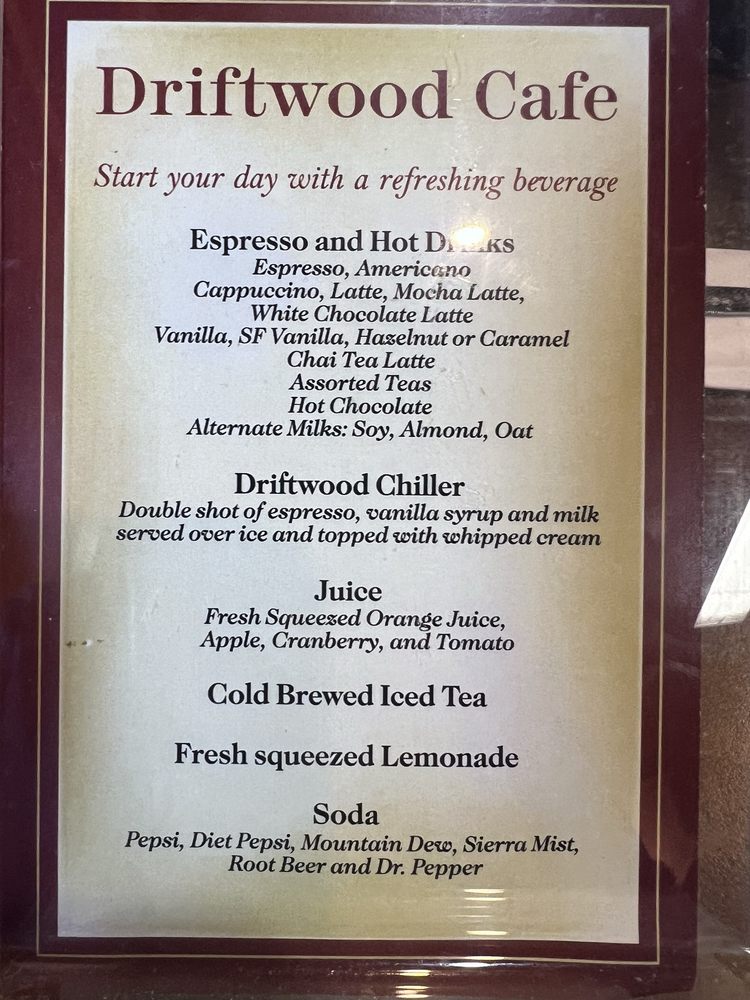 Driftwood Cafe
Start your day with a refreshing beverage
Espresso and Hot Drinks
Espresso, Americano
Cappuccino, Latte, Mocha Latte,
White Chocolate Latte
Vanilla, SF Vanilla, Hazelnut or Caramel
Chai Tea Latte
Assorted Teas
Hot Chocolate
Alternate Milks: Soy, Almond, Oat
Driftwood Chiller
Double shot of espresso, vanilla syrup and milk
served over ice and topped with whipped cream
Juice
Fresh Squeezed Orange Juice,
Apple, Cranberry, and Tomato
Cold Brewed Iced Tea
Fresh squeezed Lemonade
Soda
Pepsi, Diet Pepsi, Mountain Dew, Sierra Mist,
Root Beer and Dr. Pepper